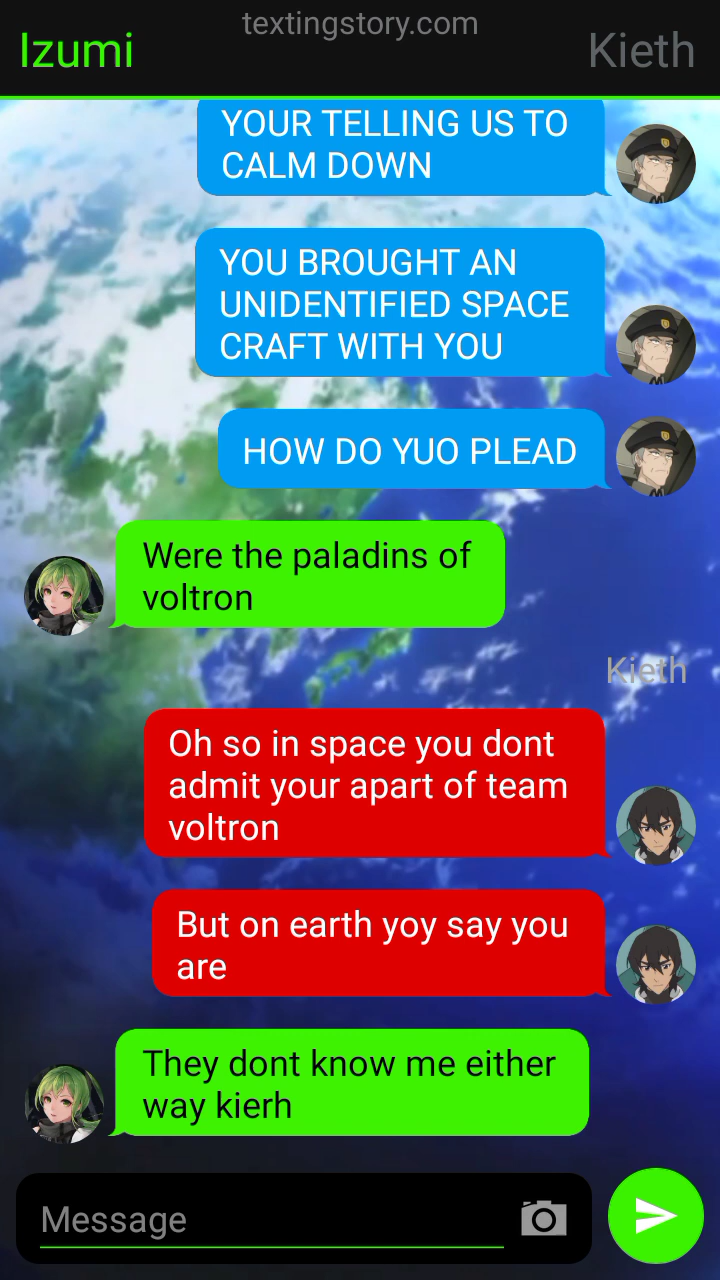 textingstory.com
Izumi
Kieth
YOUR TELLING US TO
CALM DOWN
YOU BROUGHT AN
UNIDENTIFIED SPACE
CRAFT WITH YOU
HOW DO YUO PLEAD
Were the paladins of
voltron
Kieth
Oh so in space you dont
admit your apart of team
voltron
But on earth yoy say you
are
They dont know me either
way kierh
Message